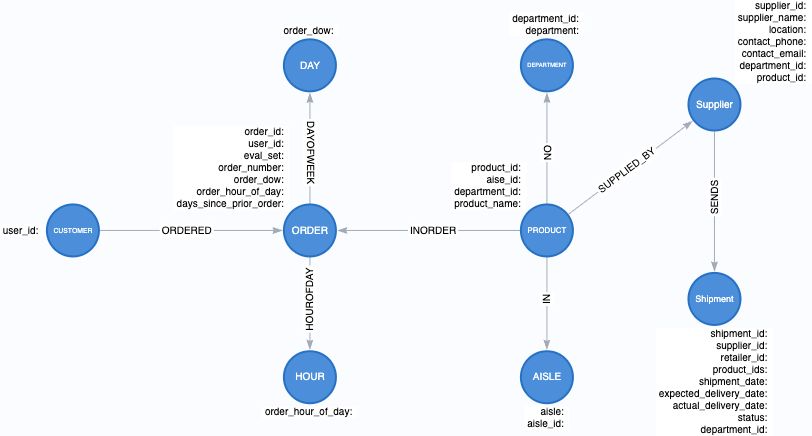 order_dow:
DAY
department_id:
department:
DEPARTMENT
supplier_id:
supplier_name:
location:
contact_phone:
contact_email:
department_id:
product_id:
Supplier
DAYOFWEEK
ON
SUPPLIED_BY
SENDS
order_id:
user_id:
eval_set:
order_number:
order_dow:
order_hour_of_day:
days_since_prior_order:
product_id:
aise_id:
department_id:
product_name:
user_id:
CUSTOMER
ORDERED
ORDER
INORDER
PRODUCT
HOUROFDAY
IN
Shipment
HOUR
order_hour_of_day:
AISLE
aisle:
aisle_id:
shipment_id:
supplier_id:
retailer_id:
product_ids:
shipment_date:
expected_delivery_date:
actual_delivery_date:
status:
department_id: